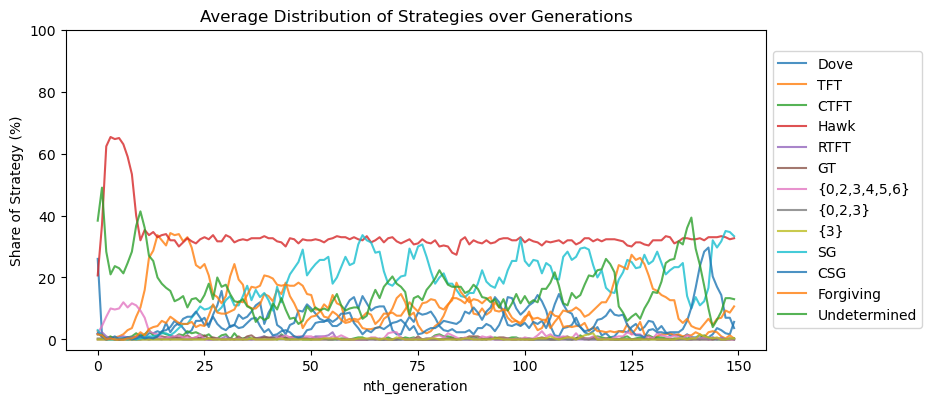 Average Distribution of Strategies over Generations
100
80
60
40
20
0
Share of Strategy (%)
0
25
50
75
100
125
150
nth_generation
Dove
TFT
CTFT
Hawk
RTFT
GT
{0,2,3,4,5,6}
{0,2,3}
{3}
SG
CSG
Forgiving
Undetermined